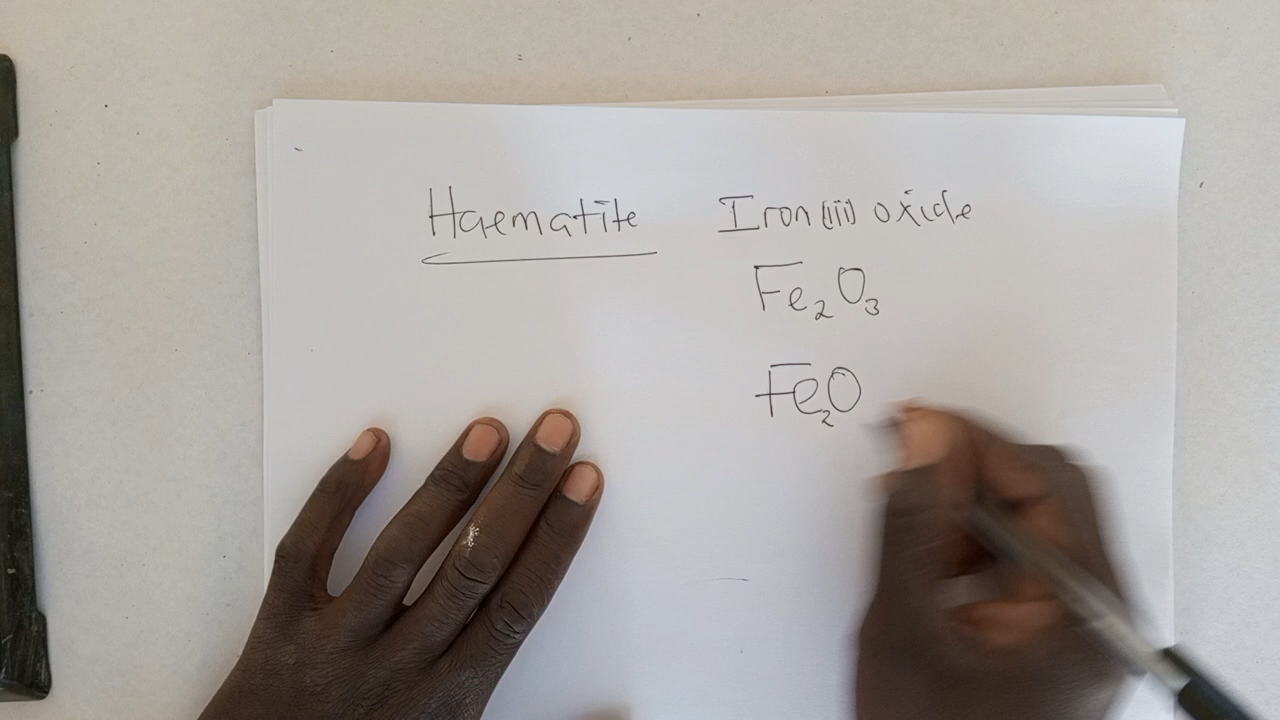 Haematite Iron (iii) oxide
Fe₂O₃
Fe₂O